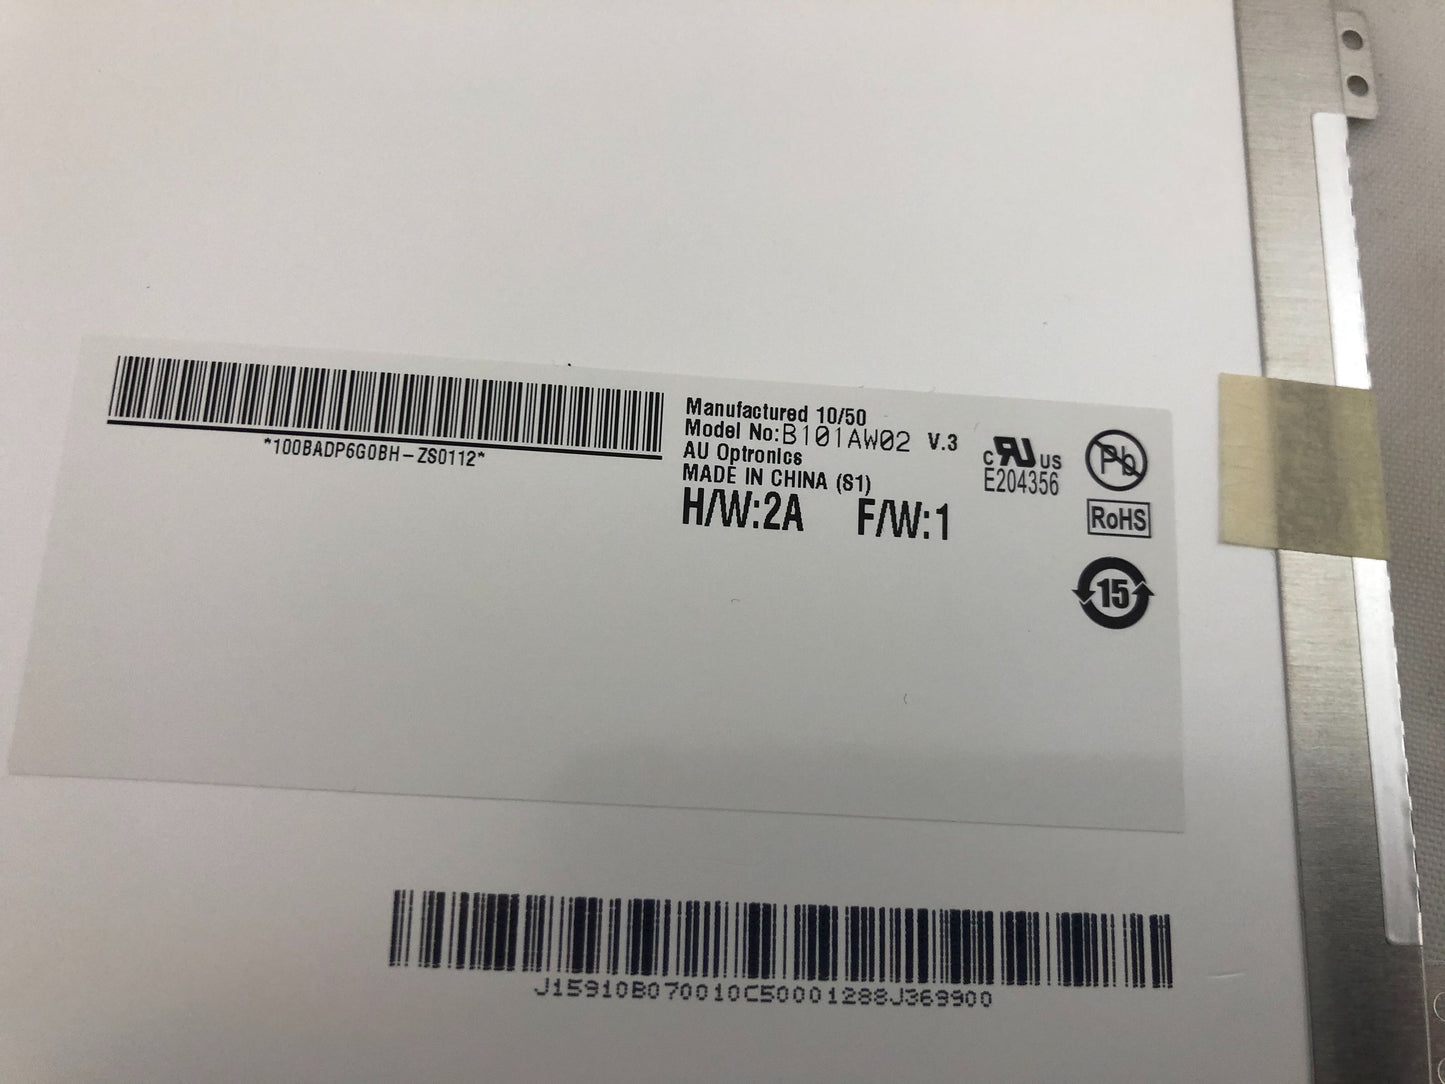 *100BADP6G0BH-ZS0112*
Manufactured 10/50
Model No:B101AW02 V.3
AU Optronics
MADE IN CHINA (S1)
H/W:2A F/W:1
c RU us
E204356
Pb
RoHS
15
J15910B070010C50001288J369900